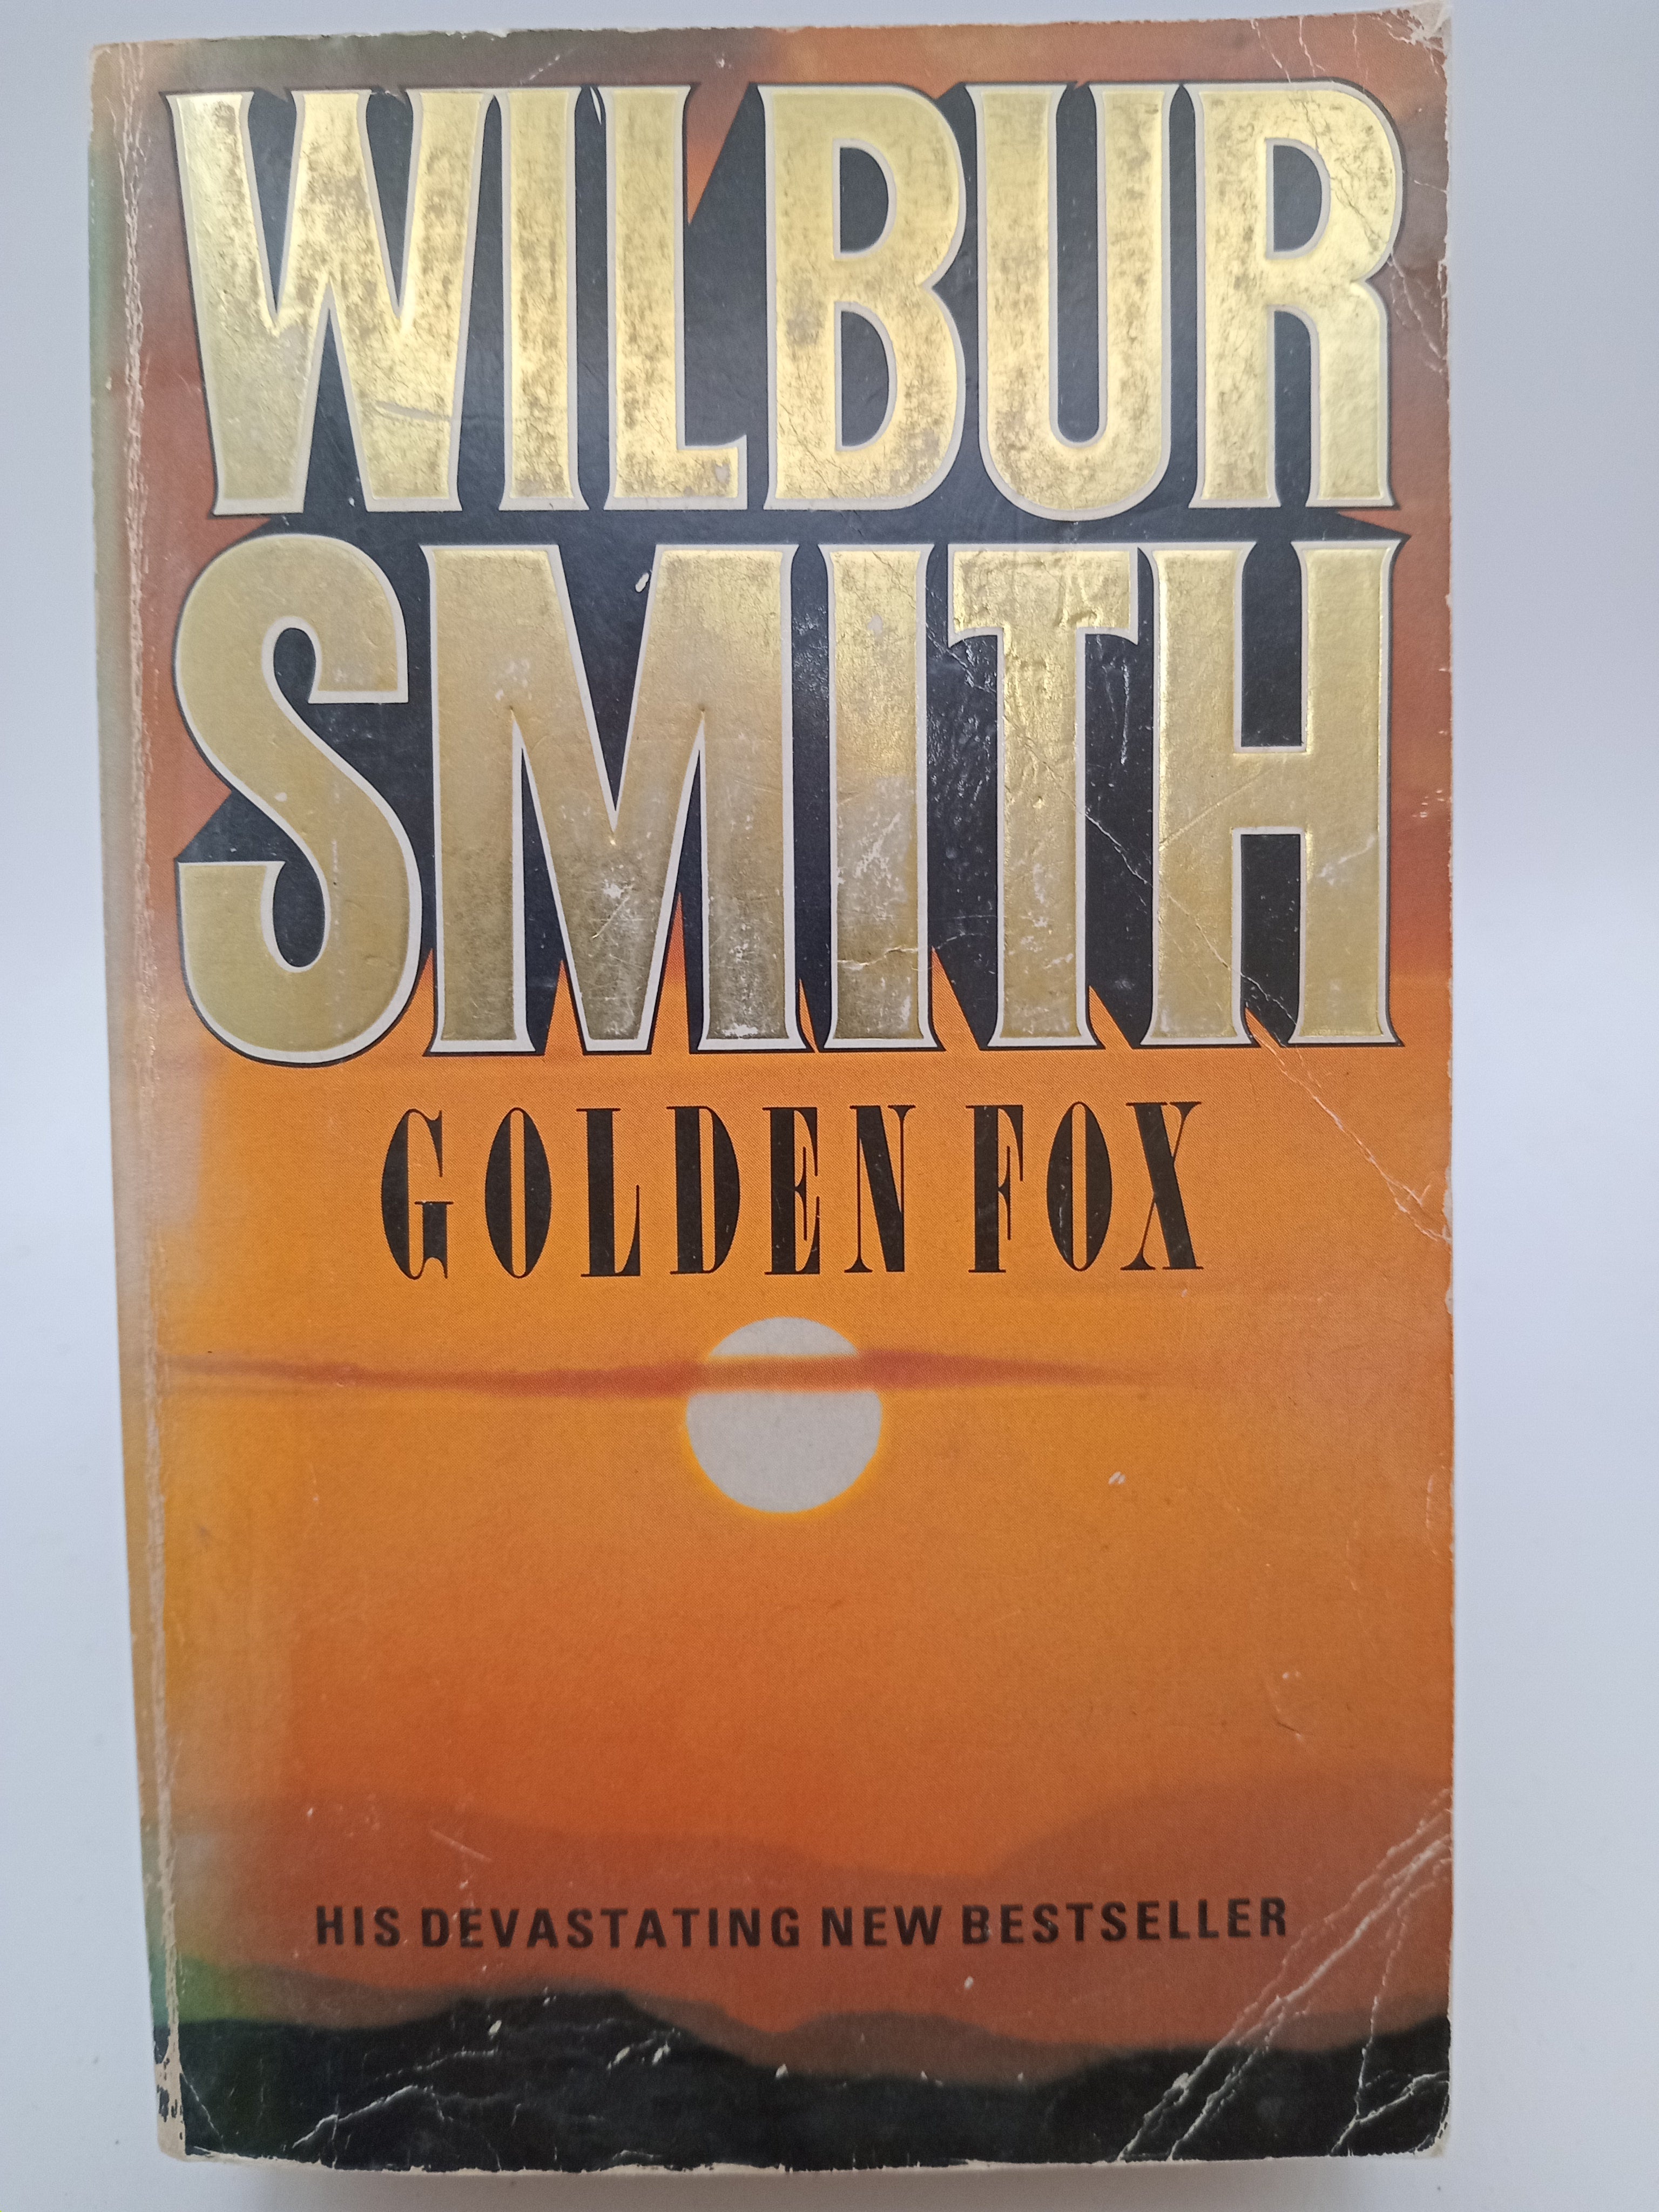 WILBUR
SMITH
GOLDEN FOX
HIS DEVASTATING NEW BESTSELLER